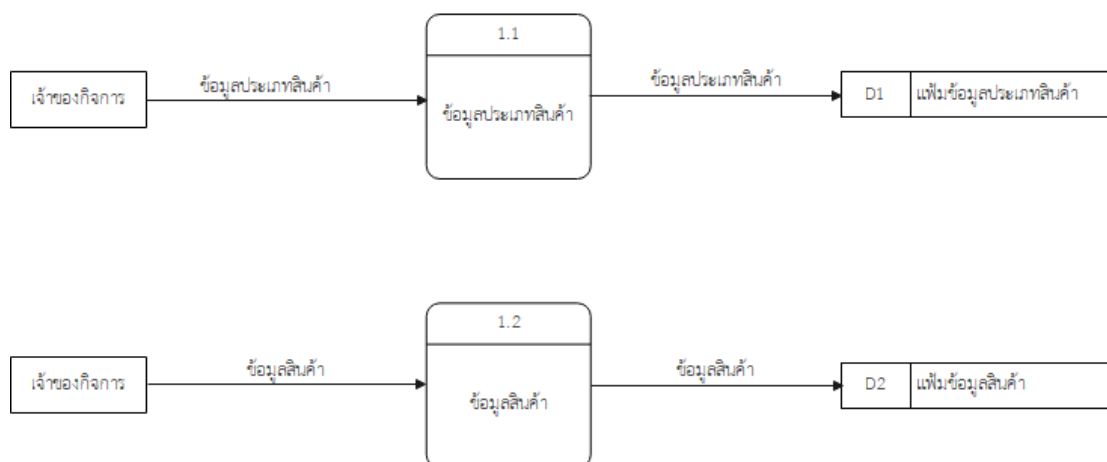 1.1
เจ้าของกิจการ
ข้อมูลประเภทสินค้า
ข้อมูลประเภทสินค้า
ข้อมูลประเภทสินค้า
D1 แฟ้มข้อมูลประเภทสินค้า
1.2
เจ้าของกิจการ
ข้อมูลสินค้า
ข้อมูลสินค้า
ข้อมูลสินค้า
D2 แฟ้มข้อมูลสินค้า